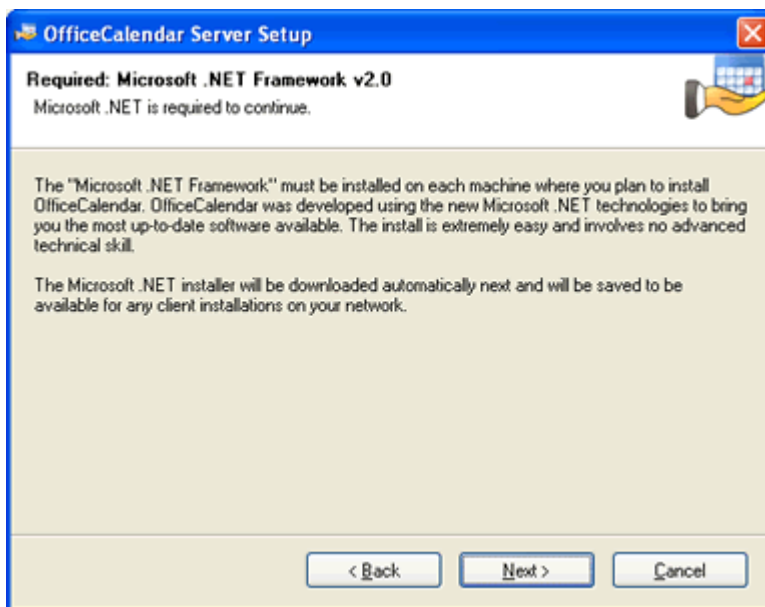 OfficeCalendar Server Setup
Required: Microsoft .NET Framework v2.0
Microsoft .NET is required to continue.
The "Microsoft .NET Framework" must be installed on each machine where you plan to install
OfficeCalendar. OfficeCalendar was developed using the new Microsoft .NET technologies to bring
you the most up-to-date software available. The install is extremely easy and involves no advanced
technical skill.
The Microsoft .NET installer will be downloaded automatically next and will be saved to be
available for any client installations on your network.
< Back Next > Cancel